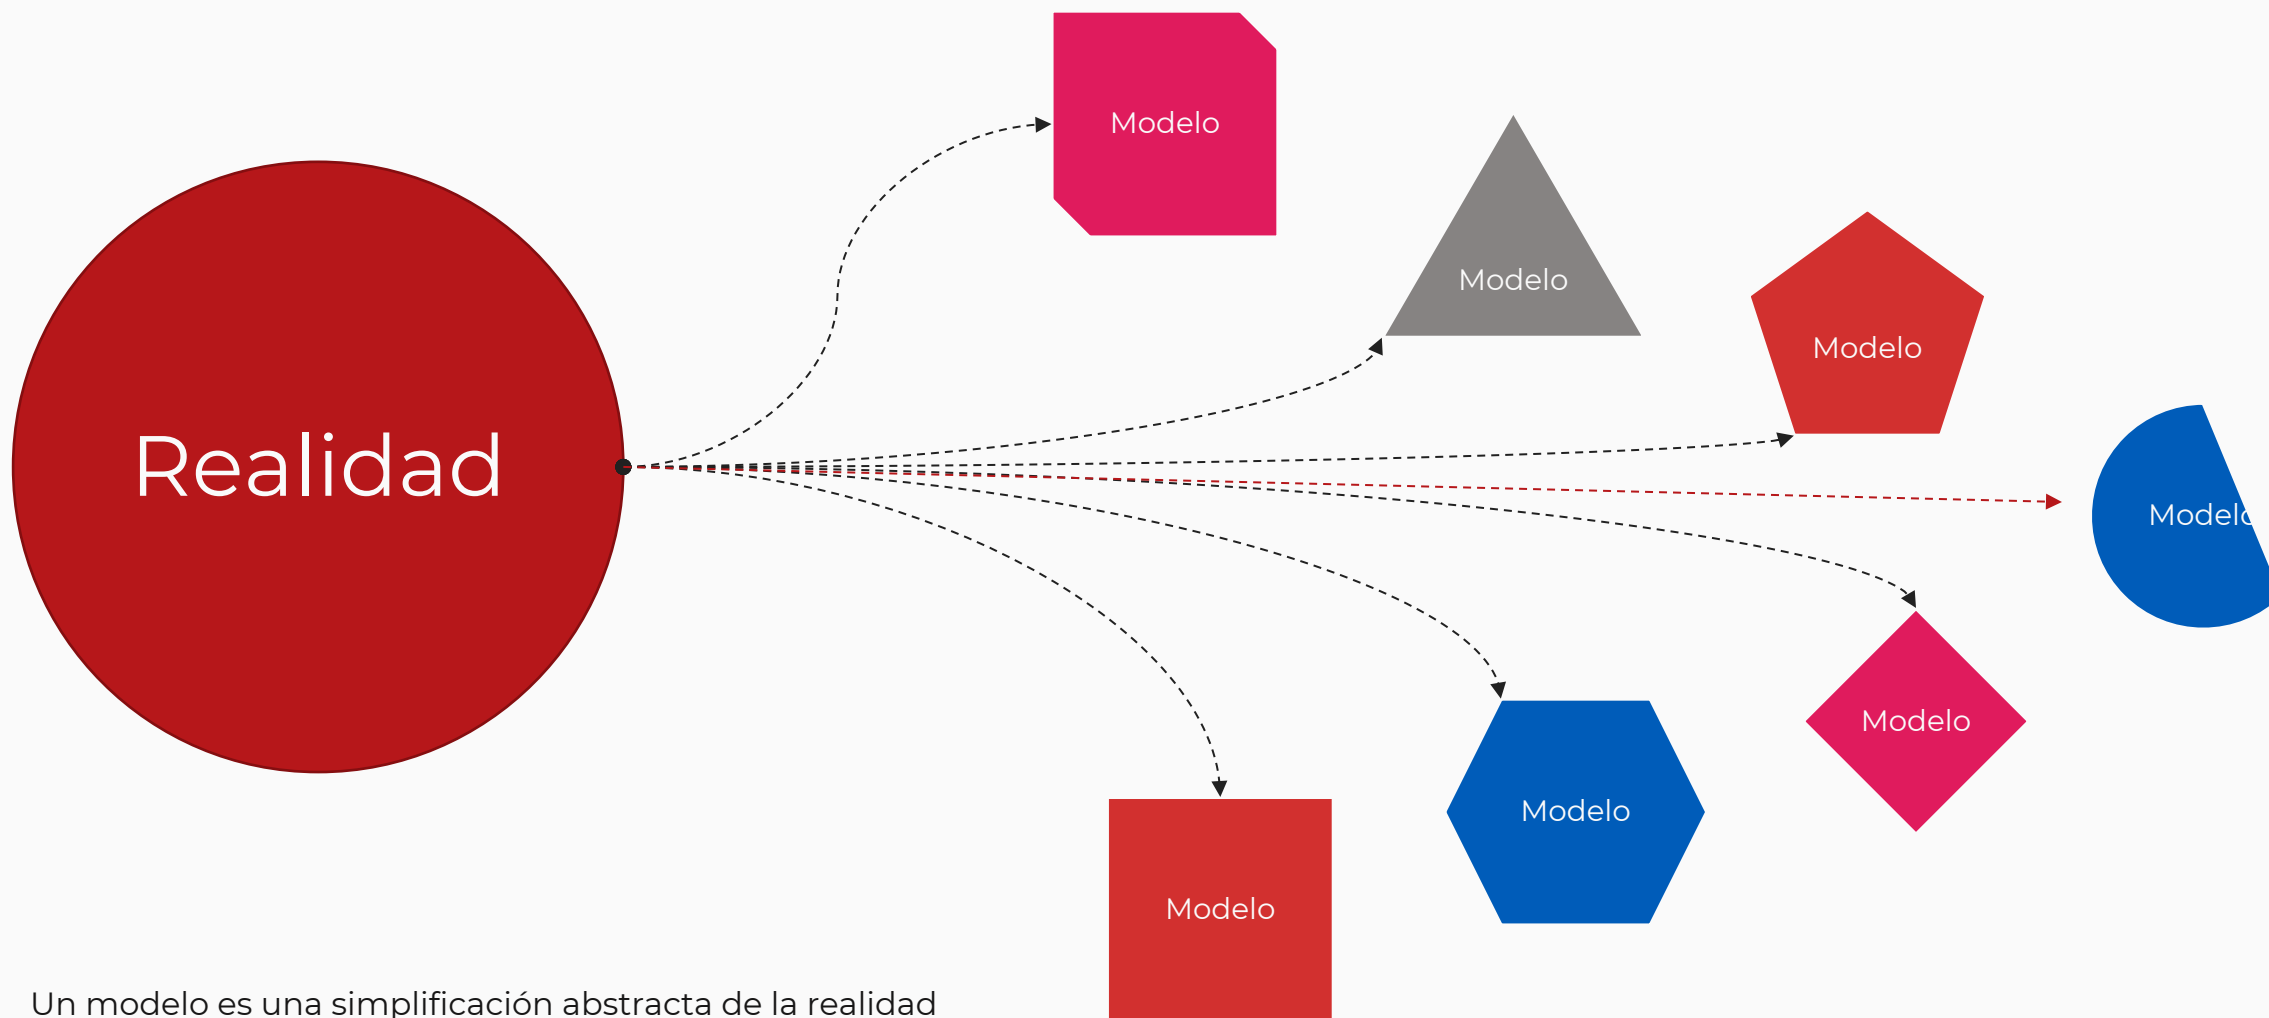 Modelo
Modelo
Modelo
Realidad
Modelo
Modelo
Modelo
Modelo
Un modelo es una simplificación abstracta de la realidad